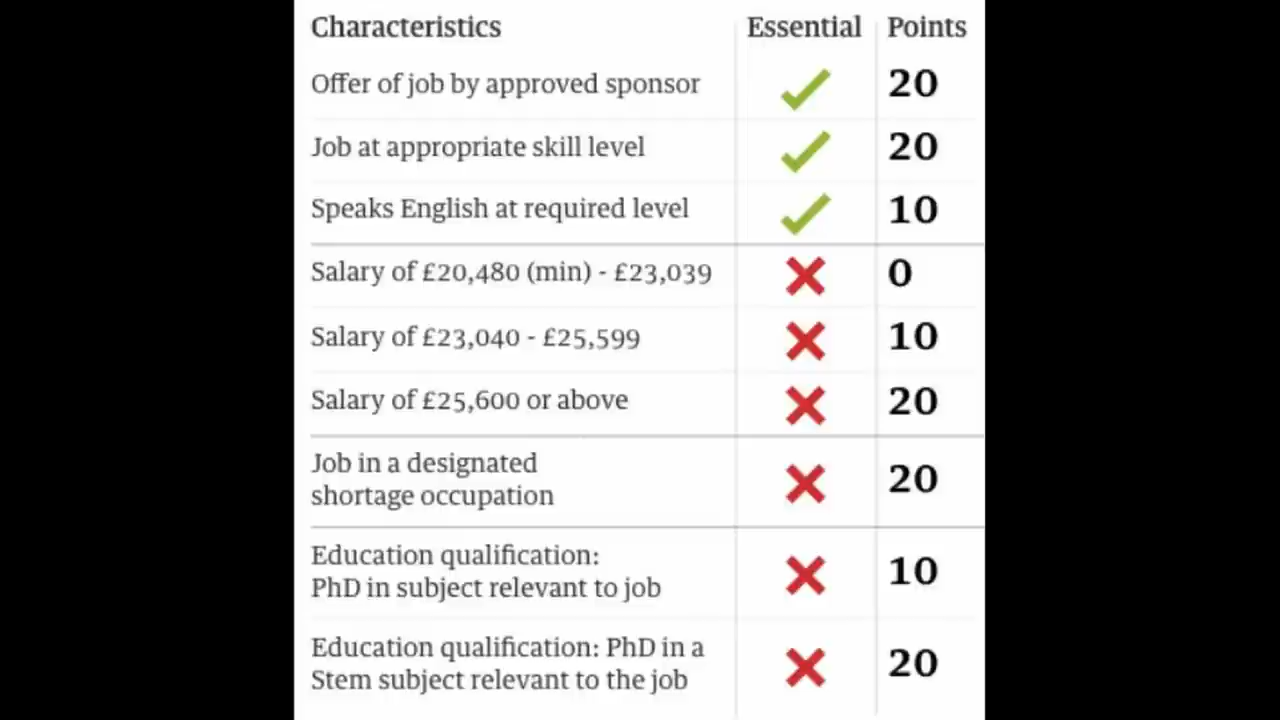 Characteristics Essential Points
Offer of job by approved sponsor 20
Job at appropriate skill level 20
Speaks English at required level 10
Salary of £20,480 (min) - £23,039 0
Salary of £23,040 - £25,599 10
Salary of £25,600 or above 20
Job in a designated
shortage occupation 20
Education qualification:
PhD in subject relevant to job 10
Education qualification: PhD in a
Stem subject relevant to the job 20